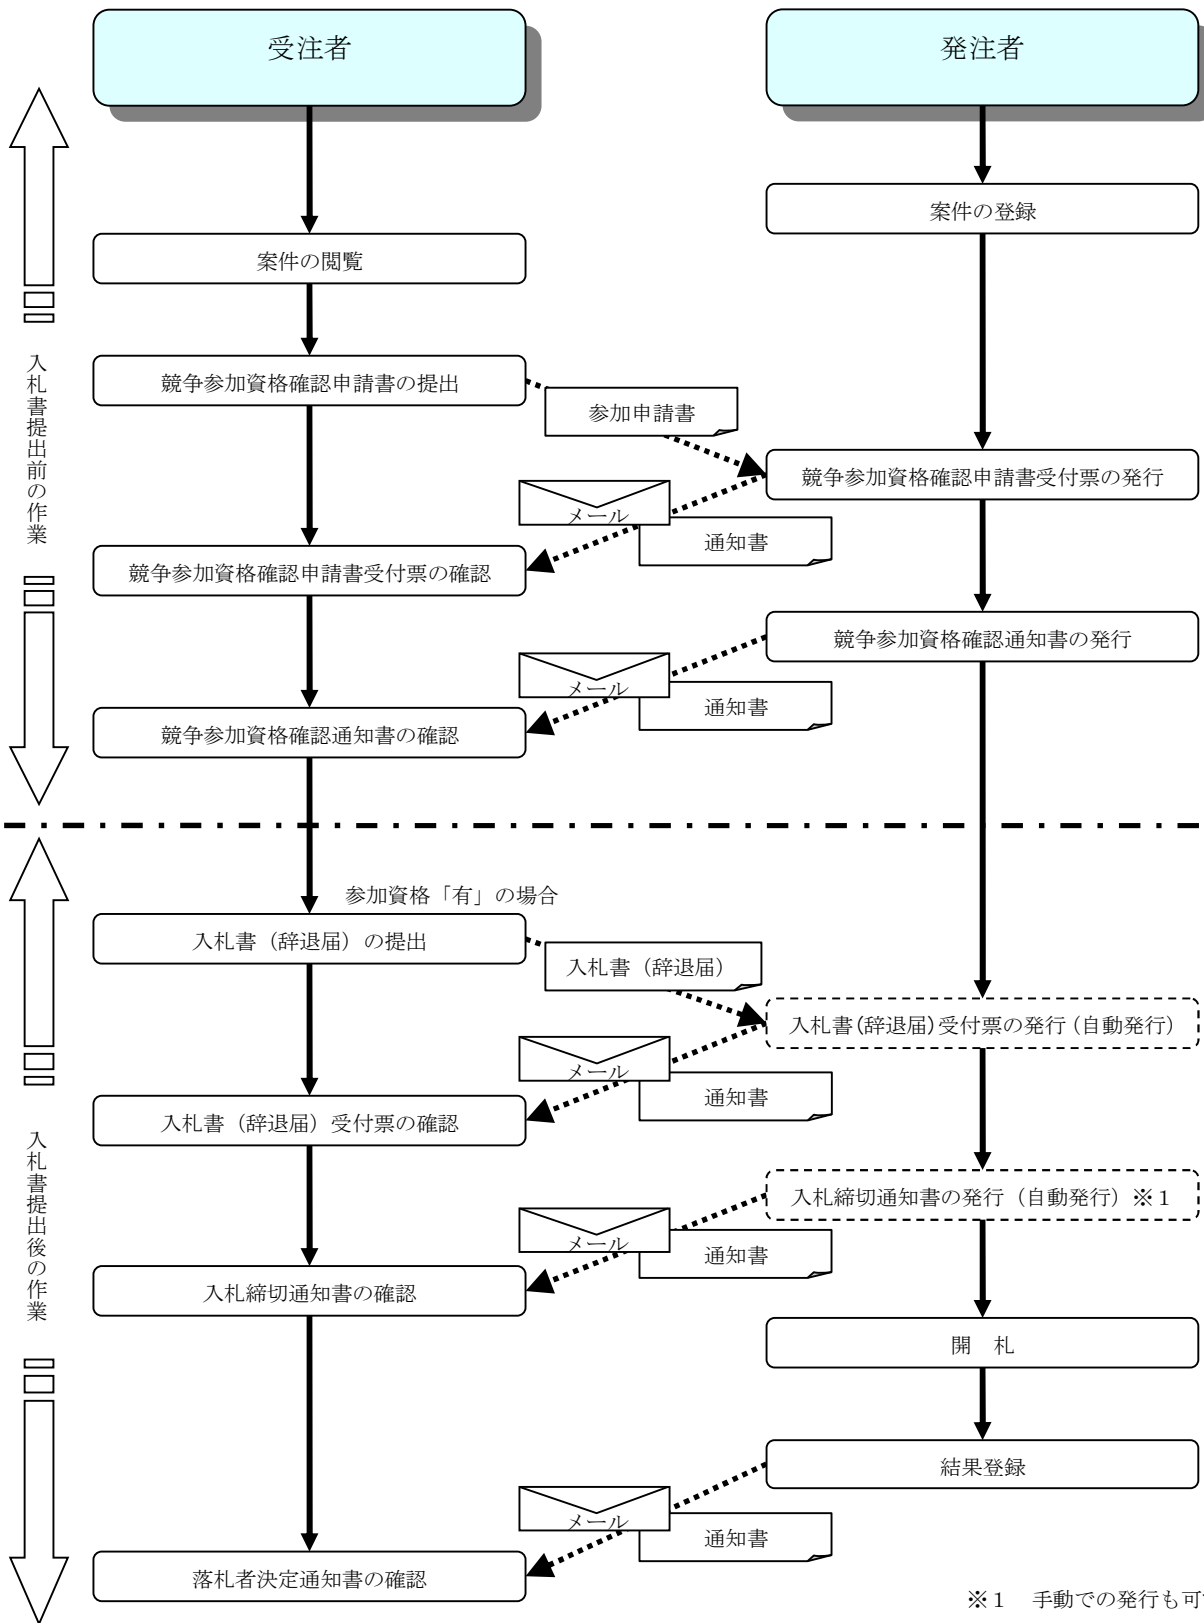 受注者
発注者
案件の登録
案件の閲覧
競争参加資格確認申請書の提出
参加申請書
競争参加資格確認申請書受付票の発行
メール
通知書
競争参加資格確認申請書受付票の確認
競争参加資格確認通知書の発行
メール
通知書
競争参加資格確認通知書の確認
入札書提出前の作業
参加資格「有」の場合
入札書（辞退届）の提出
入札書（辞退届）
入札書(辞退届)受付票の発行(自動発行)
メール
通知書
入札書（辞退届）受付票の確認
入札締切通知書の発行（自動発行）※１
メール
通知書
入札締切通知書の確認
開　札
結果登録
メール
通知書
落札者決定通知書の確認
入札書提出後の作業
※１　手動での発行も可